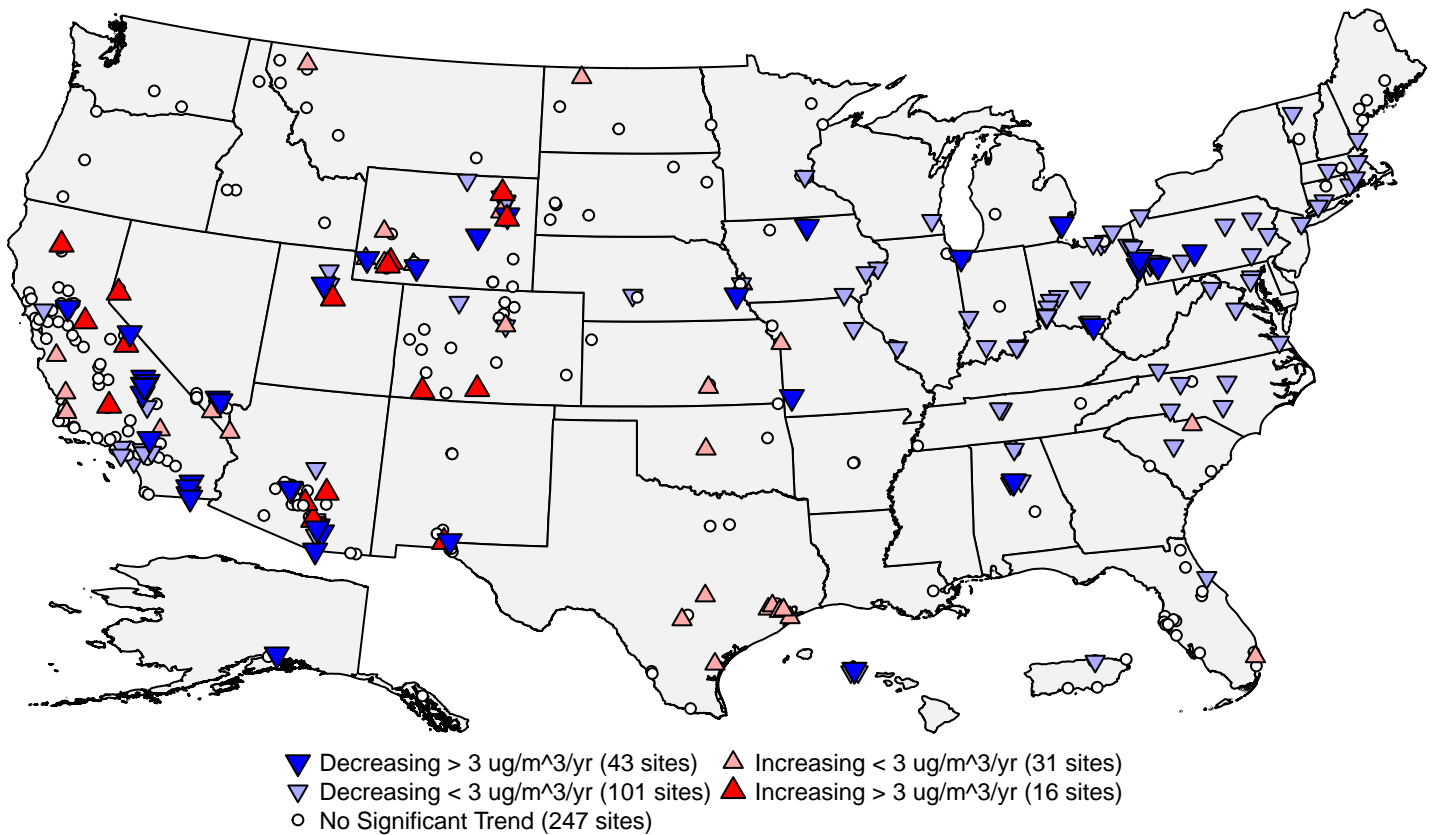 Decreasing > 3 ug/m^3/yr (43 sites)
Increasing < 3 ug/m^3/yr (31 sites)
Decreasing < 3 ug/m^3/yr (101 sites)
Increasing > 3 ug/m^3/yr (16 sites)
No Significant Trend (247 sites)